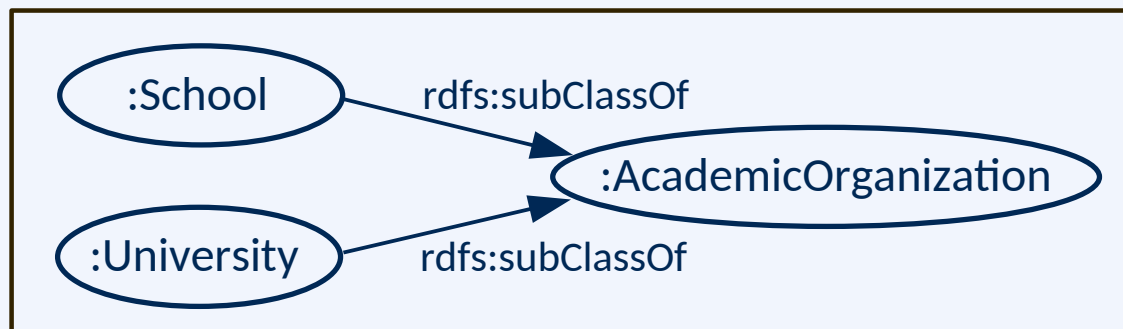 :School
rdfs:subClassOf
:AcademicOrganization
:University
rdfs:subClassOf